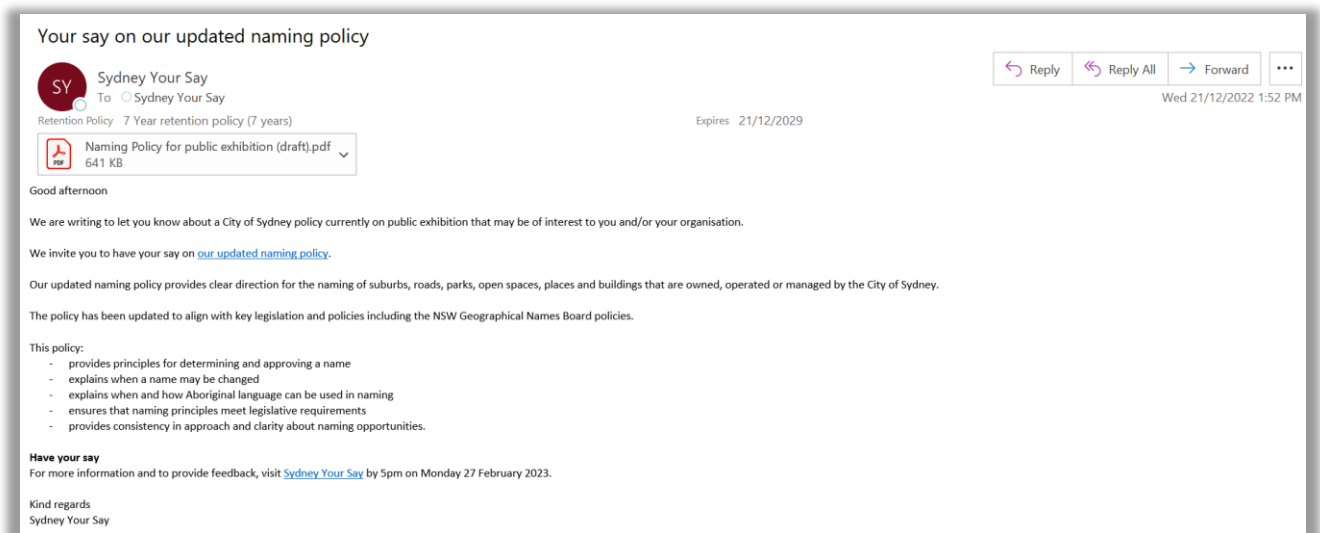 Your say on our updated naming policy
SY
Sydney Your Say
To Sydney Your Say
Reply
Reply All
Forward
Wed 21/12/2022 1:52 PM
Retention Policy 7 Year retention policy (7 years)
Expires 21/12/2029
PDF
Naming Policy for public exhibition (draft).pdf
641 KB
Good afternoon
We are writing to let you know about a City of Sydney policy currently on public exhibition that may be of interest to you and/or your organisation.
We invite you to have your say on our updated naming policy.
Our updated naming policy provides clear direction for the naming of suburbs, roads, parks, open spaces, places and buildings that are owned, operated or managed by the City of Sydney.
The policy has been updated to align with key legislation and policies including the NSW Geographical Names Board policies.
This policy:
- provides principles for determining and approving a name
- explains when a name may be changed
- explains when and how Aboriginal language can be used in naming
- ensures that naming principles meet legislative requirements
- provides consistency in approach and clarity about naming opportunities.
Have your say
For more information and to provide feedback, visit Sydney Your Say by 5pm on Monday 27 February 2023.
Kind regards
Sydney Your Say